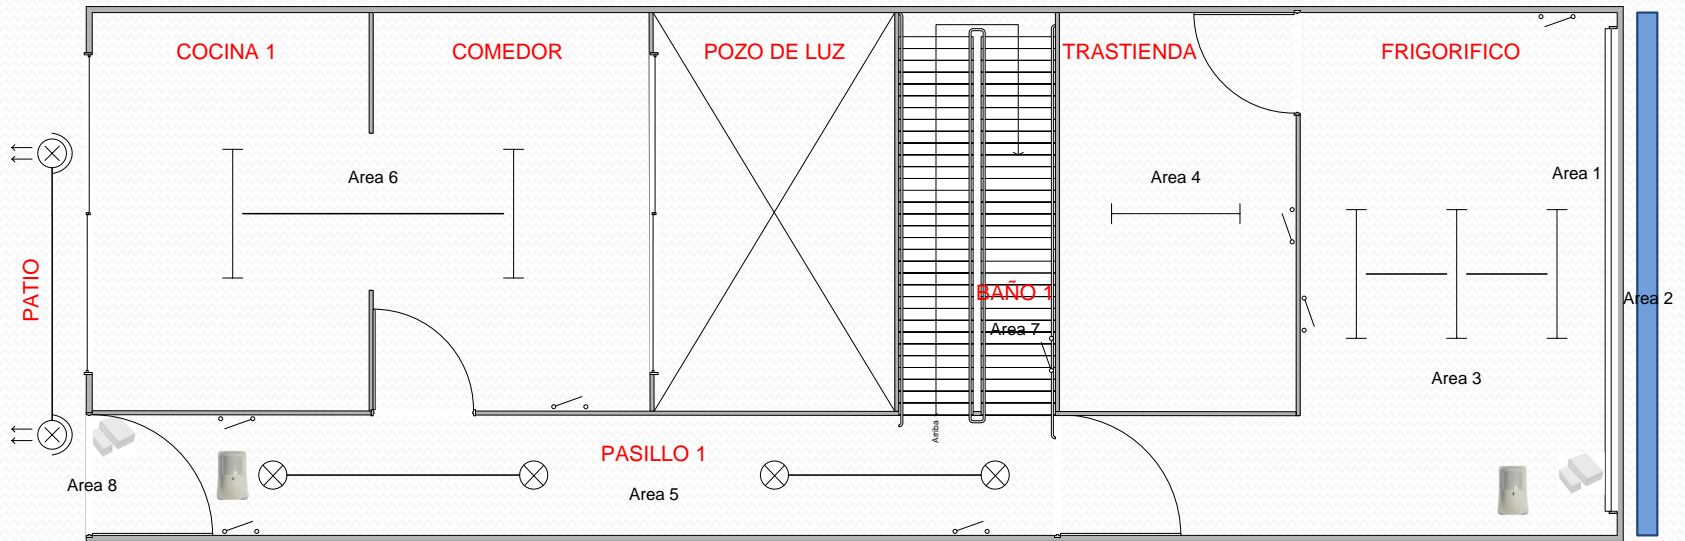 COCINA 1
COMEDOR
POZO DE LUZ
TRASTIENDA
FRIGORIFICO
Area 6
Area 4
Area 1
PATIO
BAÑO 1
Area 2
Area 7
Area 3
Arriba
PASILLO 1
Area 8
Area 5